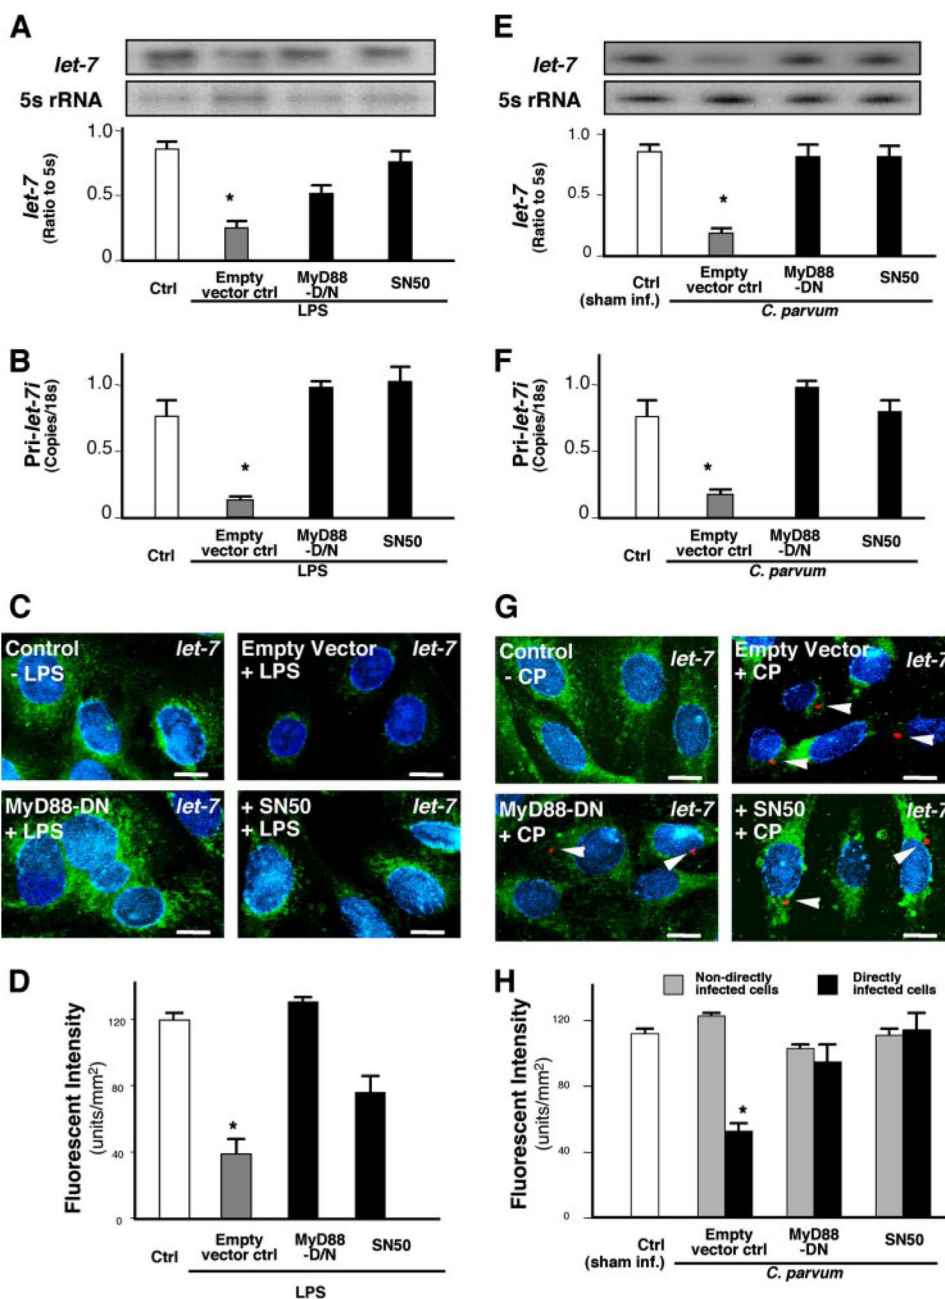 A
let-7
5s rRNA
1.0
0.5
0
let-7
(Ratio to 5s)
*
Ctrl
Empty
vector ctrl
MyD88
-D/N
SN50
LPS
B
1.0
0.5
0
Pri-let-7i
(Copies/18s)
*
Ctrl
Empty
vector ctrl
MyD88
-D/N
SN50
LPS
C
Control
- LPS
let-7
Empty Vector
+ LPS
let-7
MyD88-DN
+ LPS
let-7
+ SN50
+ LPS
let-7
D
120
80
40
0
Fluorescent Intensity
(units/mm2)
*
Ctrl
Empty
vector ctrl
MyD88
-D/N
SN50
LPS
E
let-7
5s rRNA
1.0
0.5
0
let-7
(Ratio to 5s)
*
Ctrl
(sham inf.)
Empty
vector ctrl
MyD88
-DN
SN50
C. parvum
F
1.0
0.5
0
Pri-let-7i
(Copies/18s)
*
Ctrl
Empty
vector ctrl
MyD88
-D/N
SN50
C. parvum
G
Control
- CP
let-7
Empty Vector
+ CP
let-7
MyD88-DN
+ CP
let-7
+ SN50
+ CP
let-7
H
Non-directly
infected cells
Directly
infected cells
120
80
40
0
Fluorescent Intensity
(units/mm2)
*
Ctrl
(sham inf.)
Empty
vector ctrl
MyD88
-DN
SN50
C. parvum